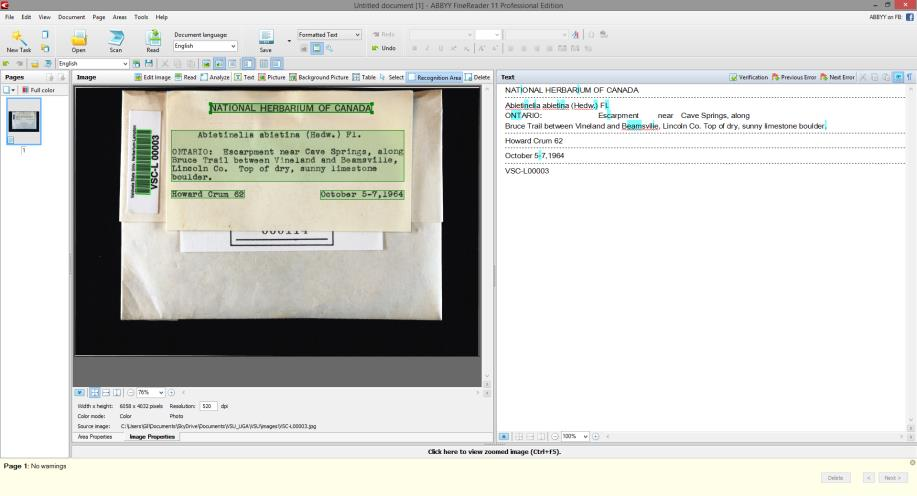 Untitled document [1] - ABBYY FineReader 11 Professional Edition
File Edit View Document Page Areas Tools Help
ABBYY on FB:
New Task
Open
Scan
Read
Document language:
English
Save
Formatted Text
Redo
Undo
English
Pages
Image
Edit Image Read Analyze Text Picture Background Picture Table Select Recognition Area Delete
Text
Verification Previous Error Next Error
Full color
1
NATIONAL HERBARIUM OF CANADA
Abietinella abietina (Hedw.) Fl.
ONTARIO: Escarpment near Cave Springs, along
Bruce Trail between Vineland and Beamsville,
Lincoln Co. Top of dry, sunny limestone
boulder.
Howard Crum 62 October 5-7,1964
VSC-L 00003
000114
NATIONAL HERBARIUM OF CANADA
Abietinella abietina (Hedw.) Fl.
ONTARIO: Escarpment near Cave Springs, along
Bruce Trail between Vineland and Beamsville, Lincoln Co. Top of dry, sunny limestone boulder.
Howard Crum 62
October 5-7,1964
VSC-L00003
76%
Width x height: 6058 x 4032 pixels Resolution: 520 dpi
Color mode: Color Photo
Source image: C:\Users\GI\Documents\SkyDrive\Documents\VSU_UGA\VSU\images\VSC-L00003.jpg
Area Properties Image Properties
100%
Click here to view zoomed image (Ctrl+F5).
Page 1: No warnings
Delete < Next >